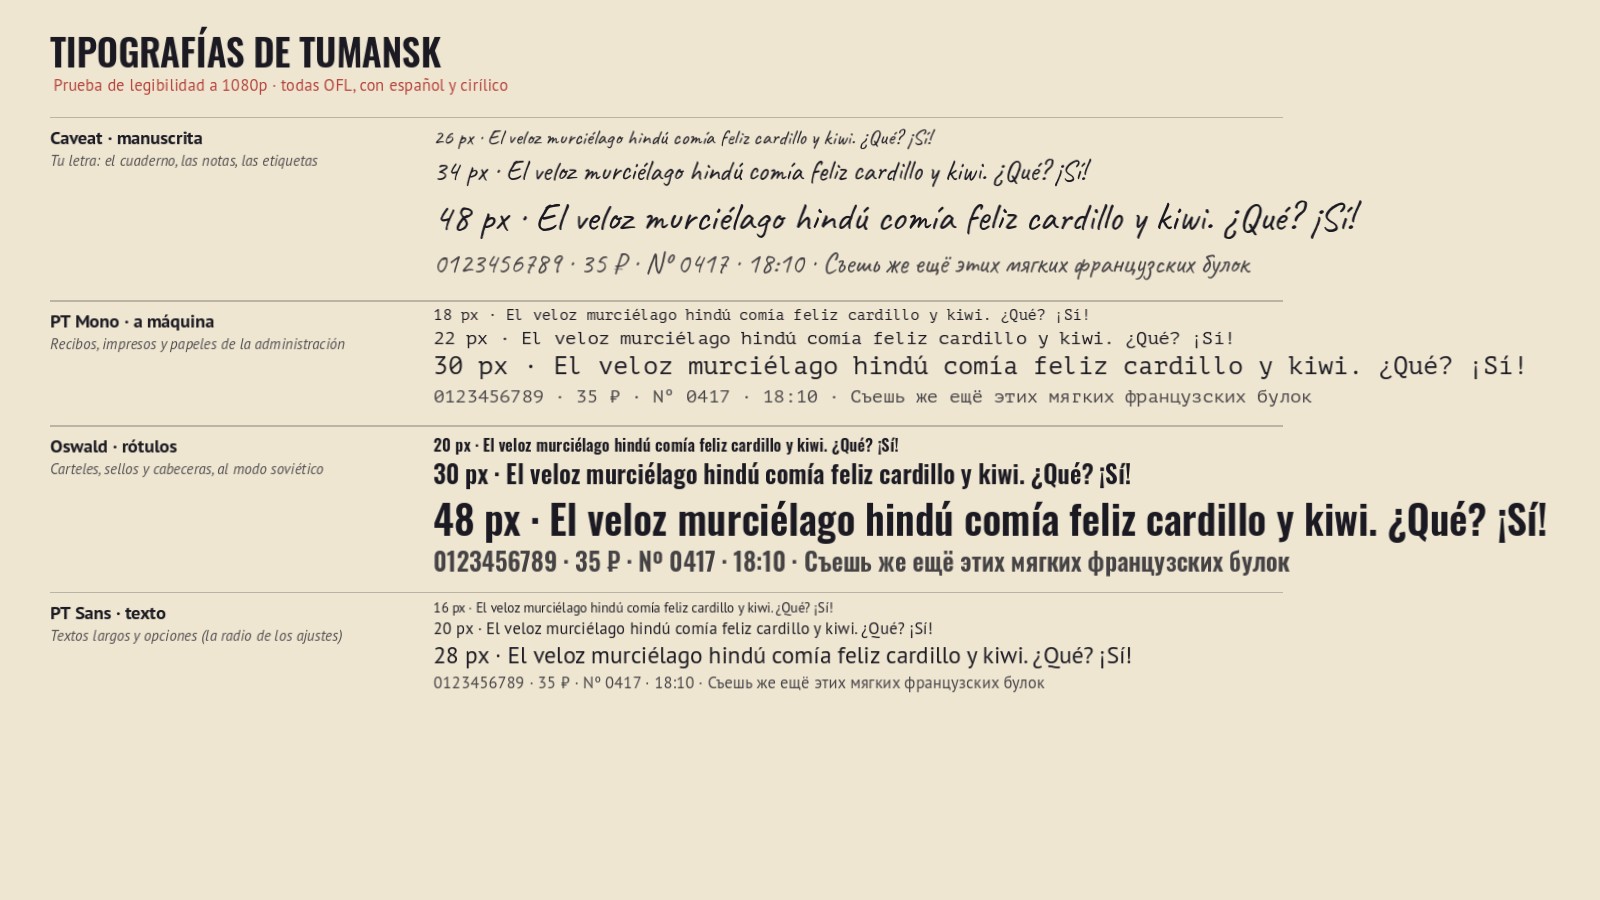 TIPOGRAFÍAS DE TUMANSK
Prueba de legibilidad a 1080p · todas OFL, con español y cirílico
Caveat · manuscrita
Tu letra: el cuaderno, las notas, las etiquetas
26 px · El veloz murciélago hindú comía feliz cardillo y kiwi. ¿Qué? ¡Sí!
34 px · El veloz murciélago hindú comía feliz cardillo y kiwi. ¿Qué? ¡Sí!
48 px · El veloz murciélago hindú comía feliz cardillo y kiwi. ¿Qué? ¡Sí!
0123456789 · 35 ₽ · Nº 0417 · 18:10 · Съешь же ещё этих мягких французских булок
PT Mono · a máquina
Recibos, impresos y papeles de la administración
18 px · El veloz murciélago hindú comía feliz cardillo y kiwi. ¿Qué? ¡Sí!
22 px · El veloz murciélago hindú comía feliz cardillo y kiwi. ¿Qué? ¡Sí!
30 px · El veloz murciélago hindú comía feliz cardillo y kiwi. ¿Qué? ¡Sí!
0123456789 · 35 ₽ · Nº 0417 · 18:10 · Съешь же ещё этих мягких французских булок
Oswald · rótulos
Carteles, sellos y cabeceras, al modo soviético
20 px · El veloz murciélago hindú comía feliz cardillo y kiwi. ¿Qué? ¡Sí!
30 px · El veloz murciélago hindú comía feliz cardillo y kiwi. ¿Qué? ¡Sí!
48 px · El veloz murciélago hindú comía feliz cardillo y kiwi. ¿Qué? ¡Sí!
0123456789 · 35 ₽ · Nº 0417 · 18:10 · Съешь же ещё этих мягких французских булок
PT Sans · texto
Textos largos y opciones (la radio de los ajustes)
16 px · El veloz murciélago hindú comía feliz cardillo y kiwi. ¿Qué? ¡Sí!
20 px · El veloz murciélago hindú comía feliz cardillo y kiwi. ¿Qué? ¡Sí!
28 px · El veloz murciélago hindú comía feliz cardillo y kiwi. ¿Qué? ¡Sí!
0123456789 · 35 ₽ · Nº 0417 · 18:10 · Съешь же ещё этих мягких французских булок